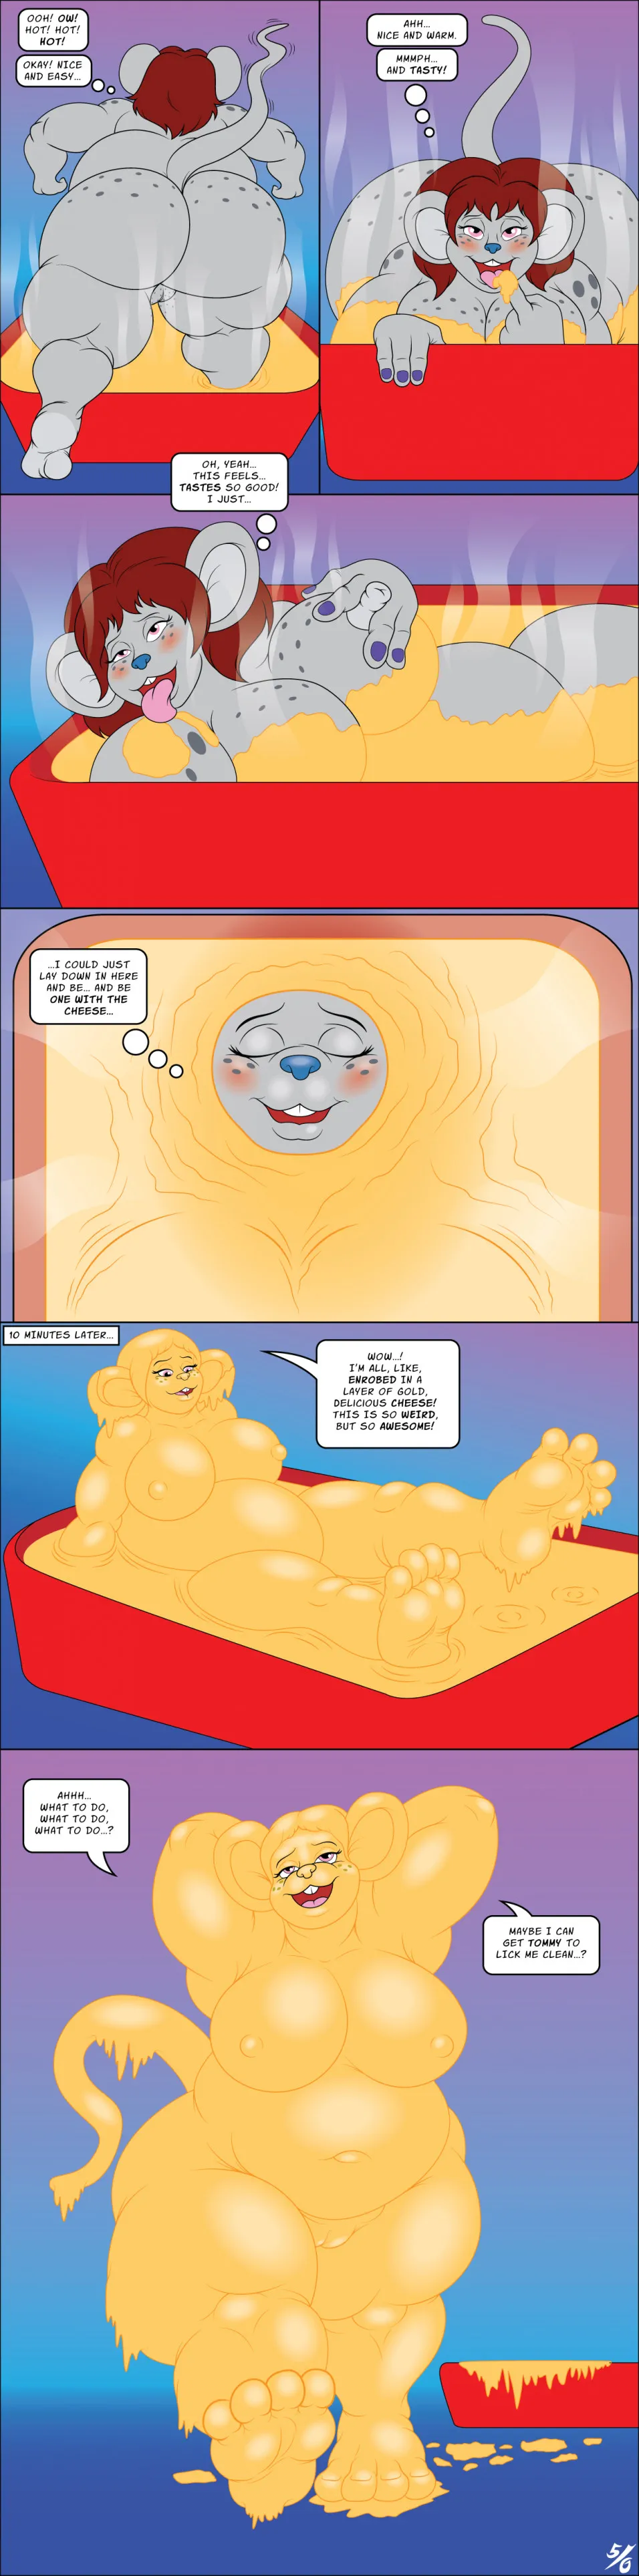 OOH! OW!
HOT! HOT!
HOT!
OKAY! NICE
AND EASY...
AHH...
NICE AND WARM.
MMMPH...
AND TASTY!
OH, YEAH...
THIS FEELS...
TASTES SO GOOD!
I JUST...
...I COULD JUST
LAY DOWN IN HERE
AND BE... AND BE
ONE WITH THE
CHEESE...
10 MINUTES LATER...
WOW...!
I'M ALL, LIKE,
ENROBED IN A
LAYER OF GOLD,
DELICIOUS CHEESE!
THIS IS SO WEIRD,
BUT SO AWESOME!
AHHH...
WHAT TO DO,
WHAT TO DO,
WHAT TO DO...?
MAYBE I CAN
GET TOMMY TO
LICK ME CLEAN...?
5/6